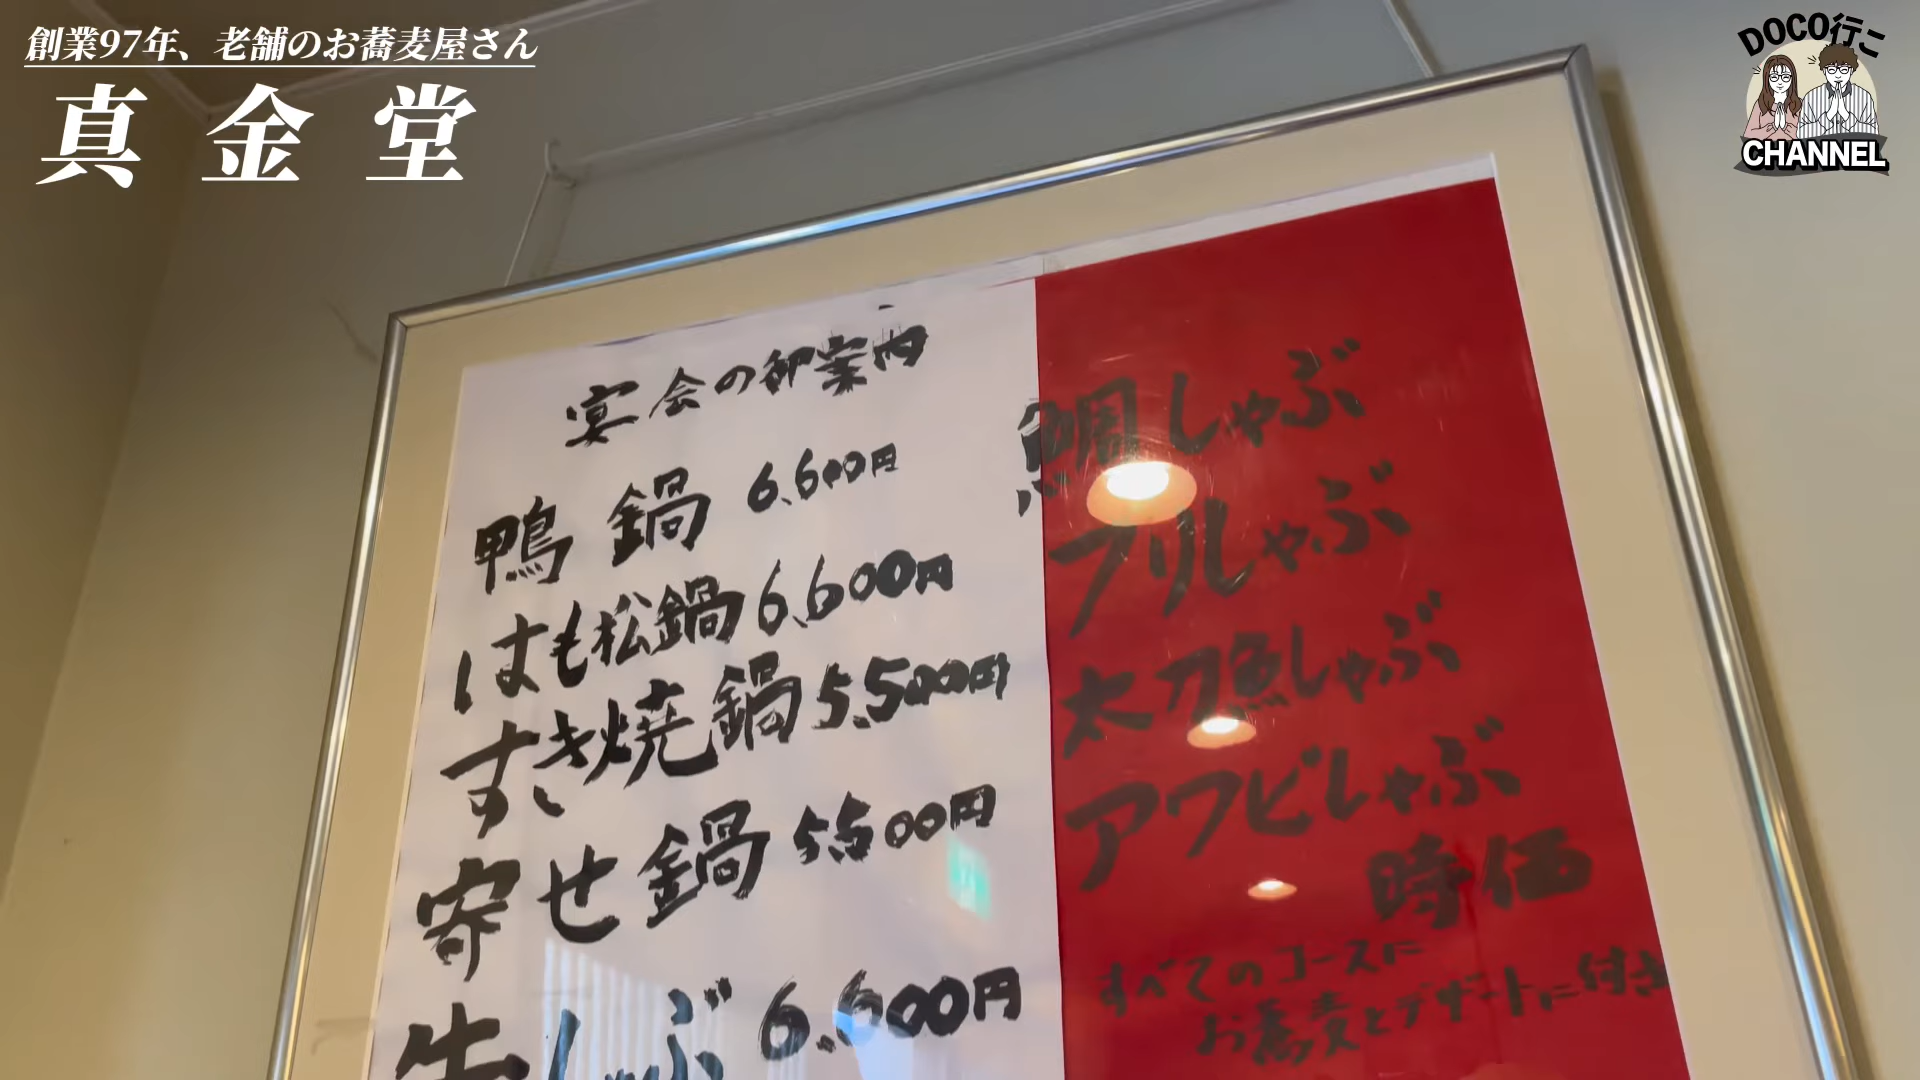 創業97年、老舗のお蕎麦屋さん
真金堂
DOCO行こ
CHANNEL
宴会の御案内
鴨鍋 6.600円
はも松鍋 6.600円
すき焼鍋 5.500円
寄せ鍋 5.500円
牛しゃぶ 6.600円
鯛しゃぶ
ブリしゃぶ
太刀魚しゃぶ
アワビしゃぶ
時価
すべてのコースに
お蕎麦とデザートに付き